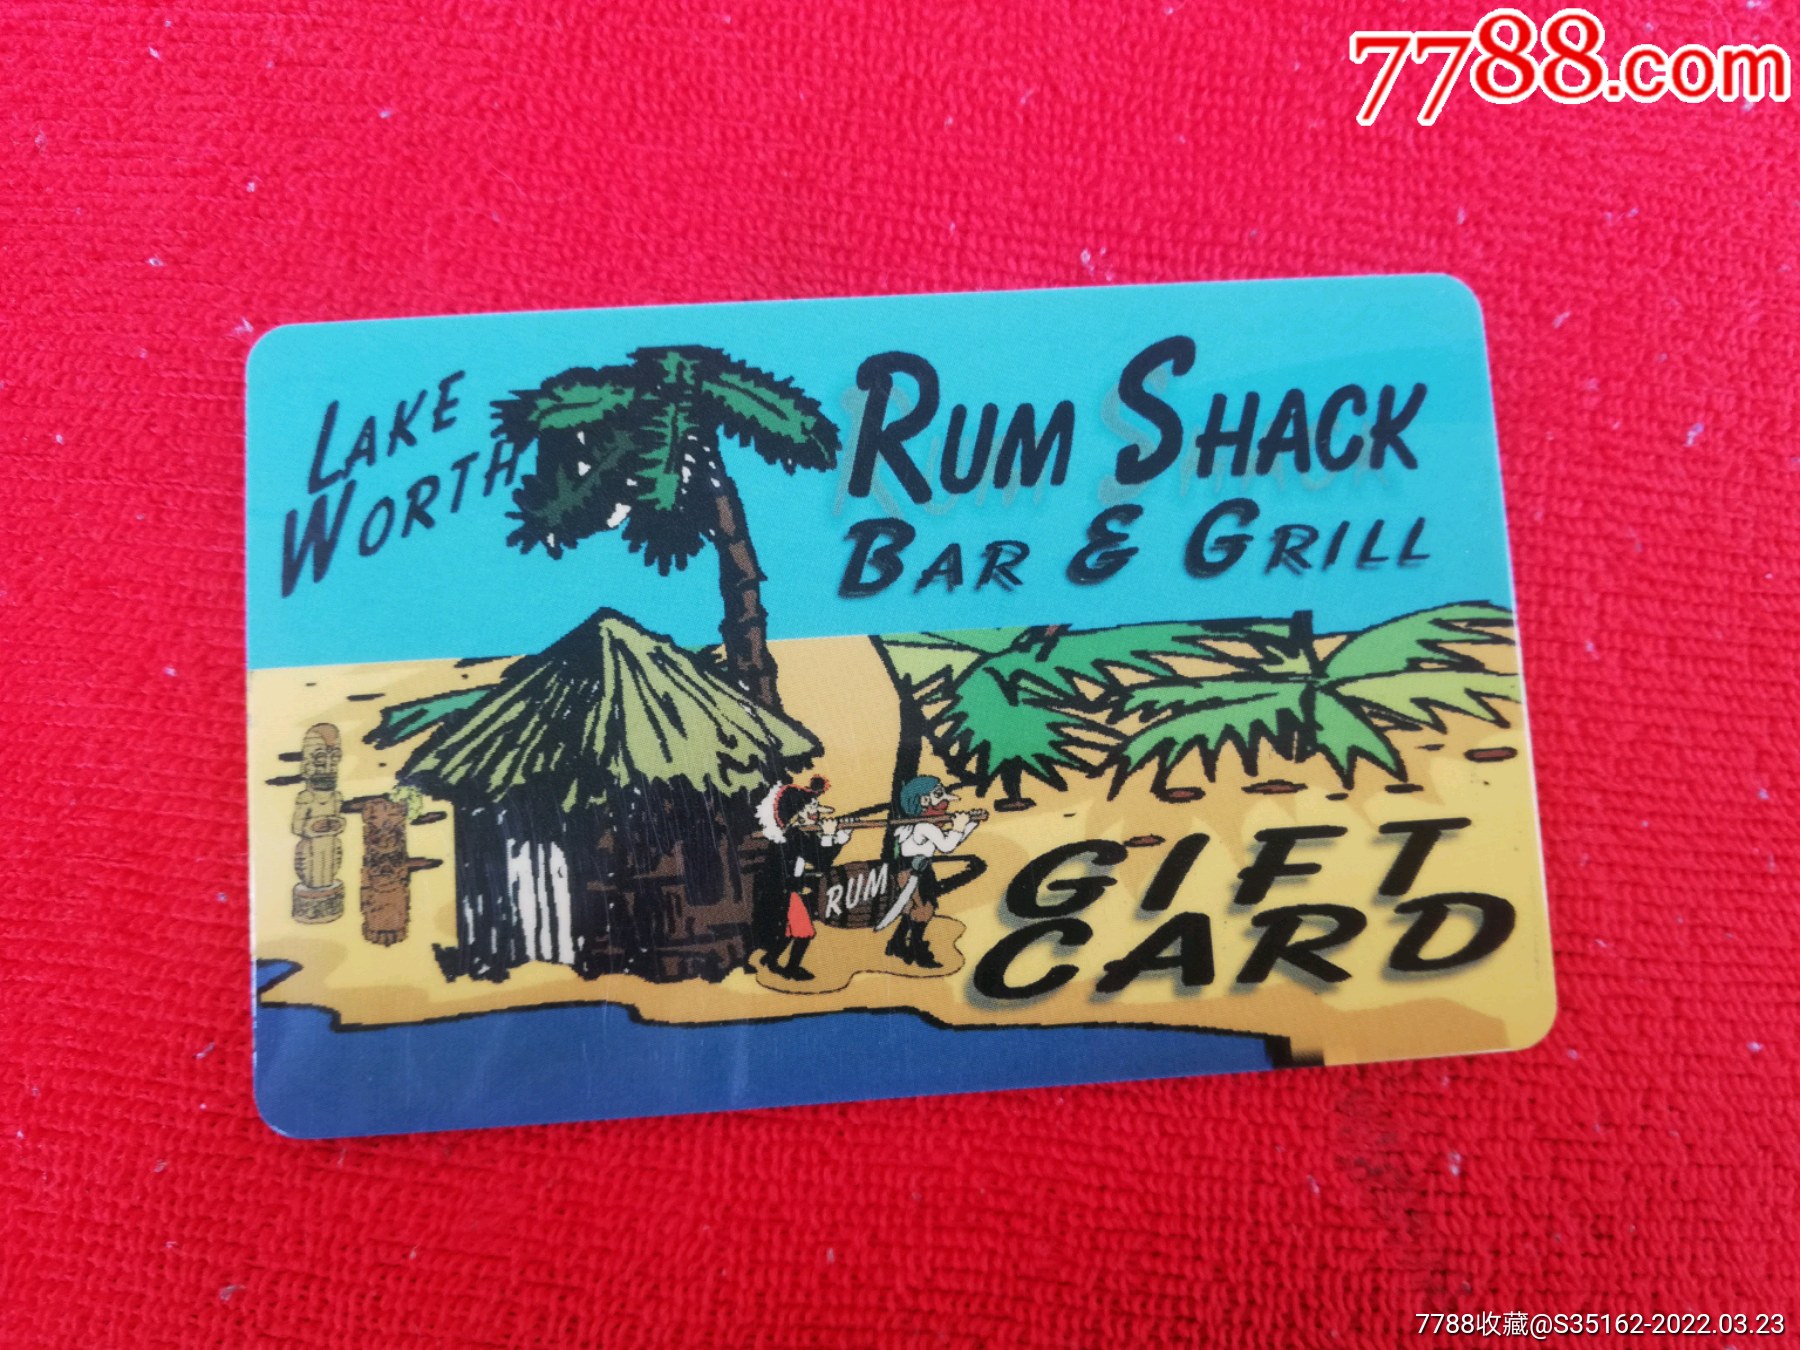 7788.com
LAKE
WORTH
RUM SHACK
BAR & GRILL
RUM
GIFT
CARD
7788收藏@S35162-2022.03.23